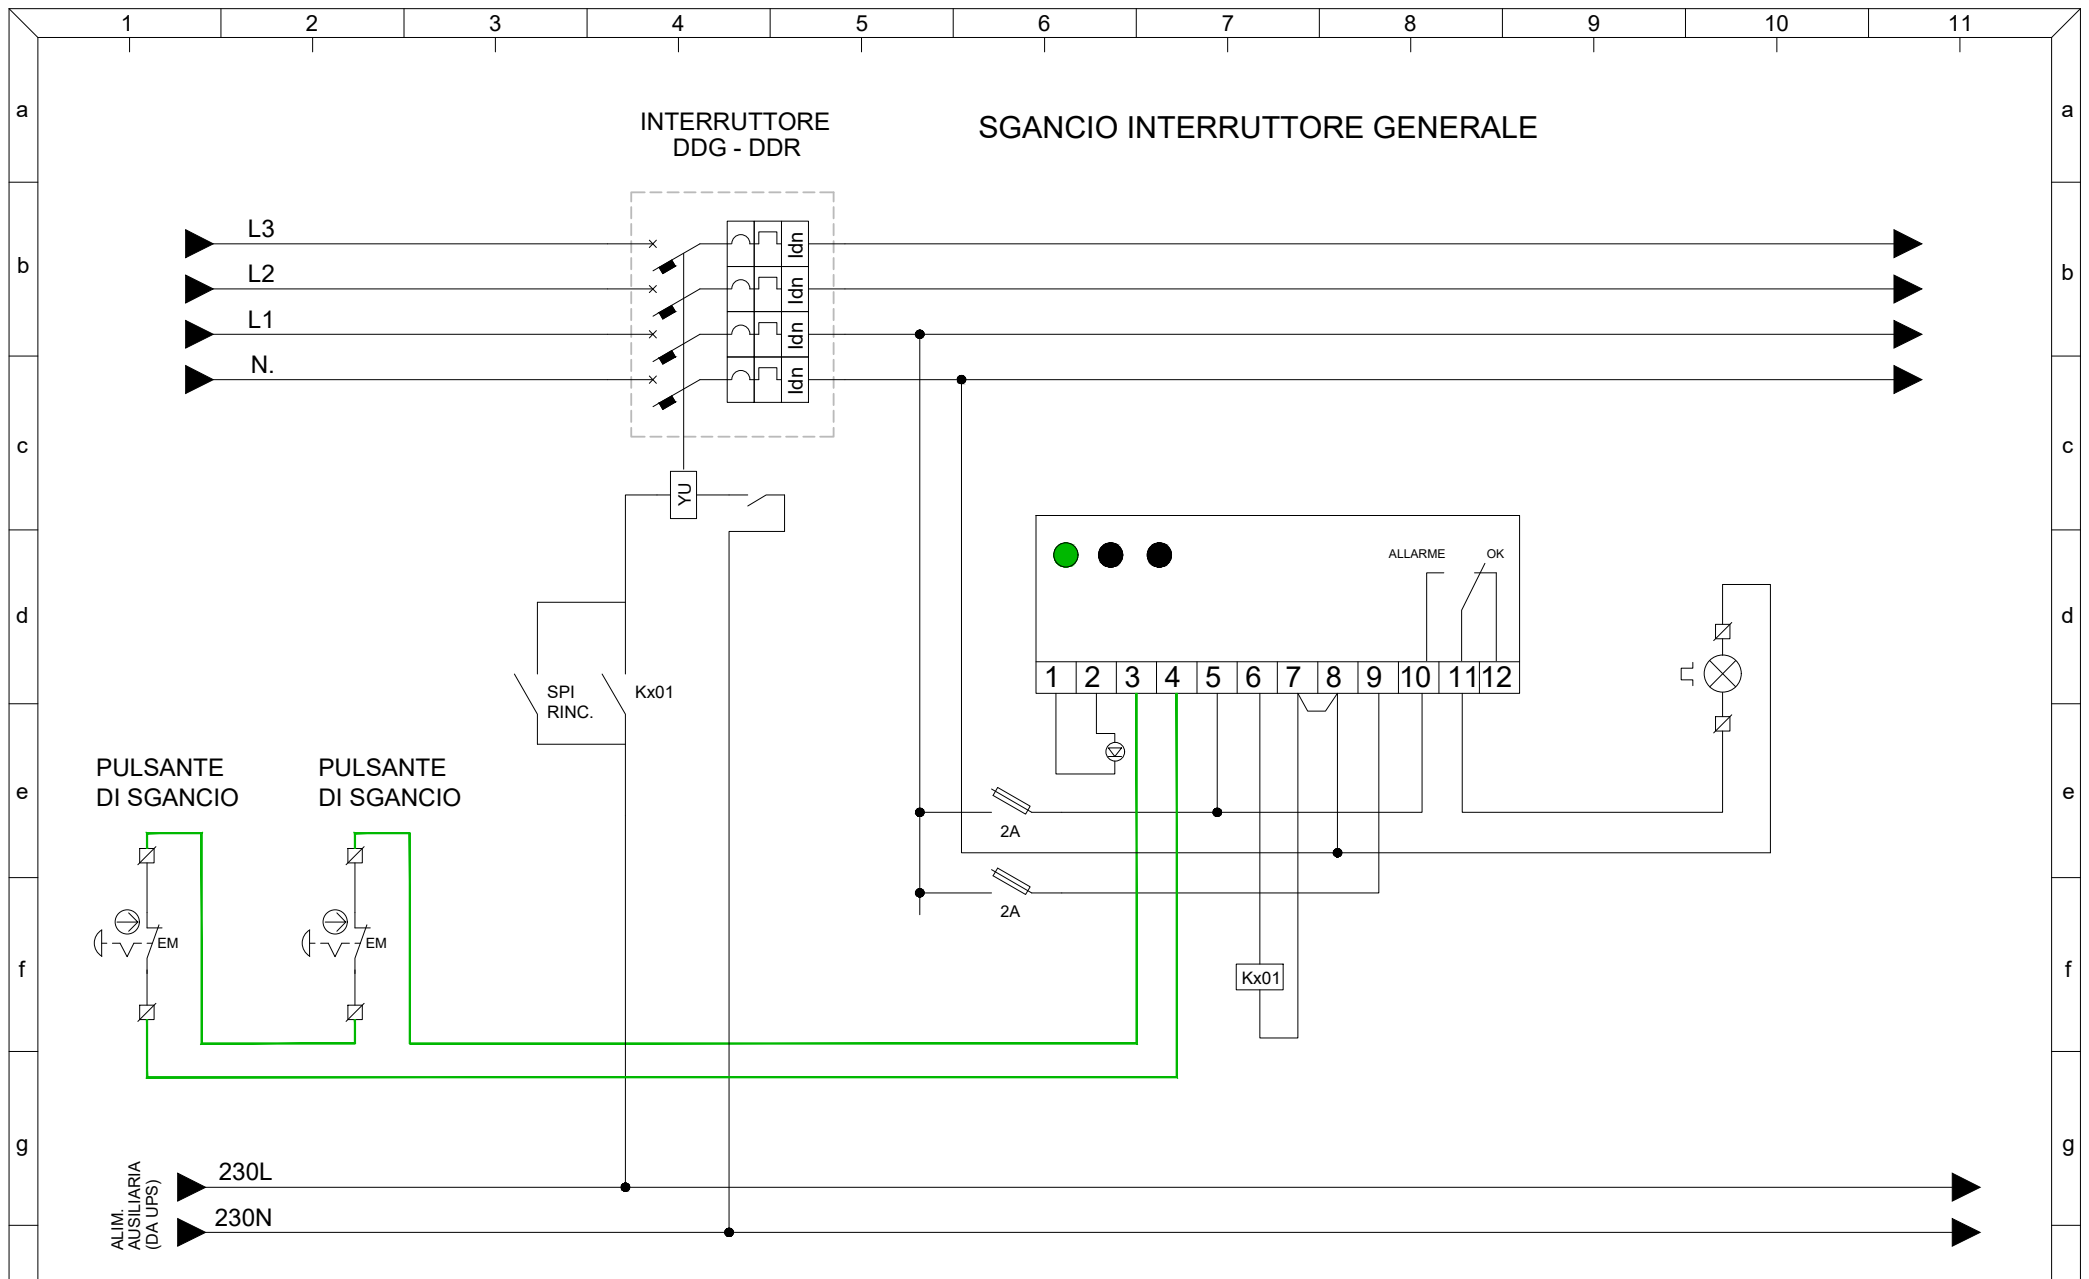 1 2 3 4 5 6 7 8 9 10 11
a a
INTERRUTTORE
DDG - DDR
SGANCIO INTERRUTTORE GENERALE
L3
Idn
b b
L2
Idn
L1
Idn
N.
Idn
c c
YU
ALLARME OK
d d
1 2 3 4 5 6 7 8 9 10 11 12
SPI
RINC.
Kx01
PULSANTE
DI SGANCIO
PULSANTE
DI SGANCIO
e e
2A
2A
EM
EM
f f
Kx01
g g
ALIM.
AUSILIARIA
(DA UPS)
230L
230N